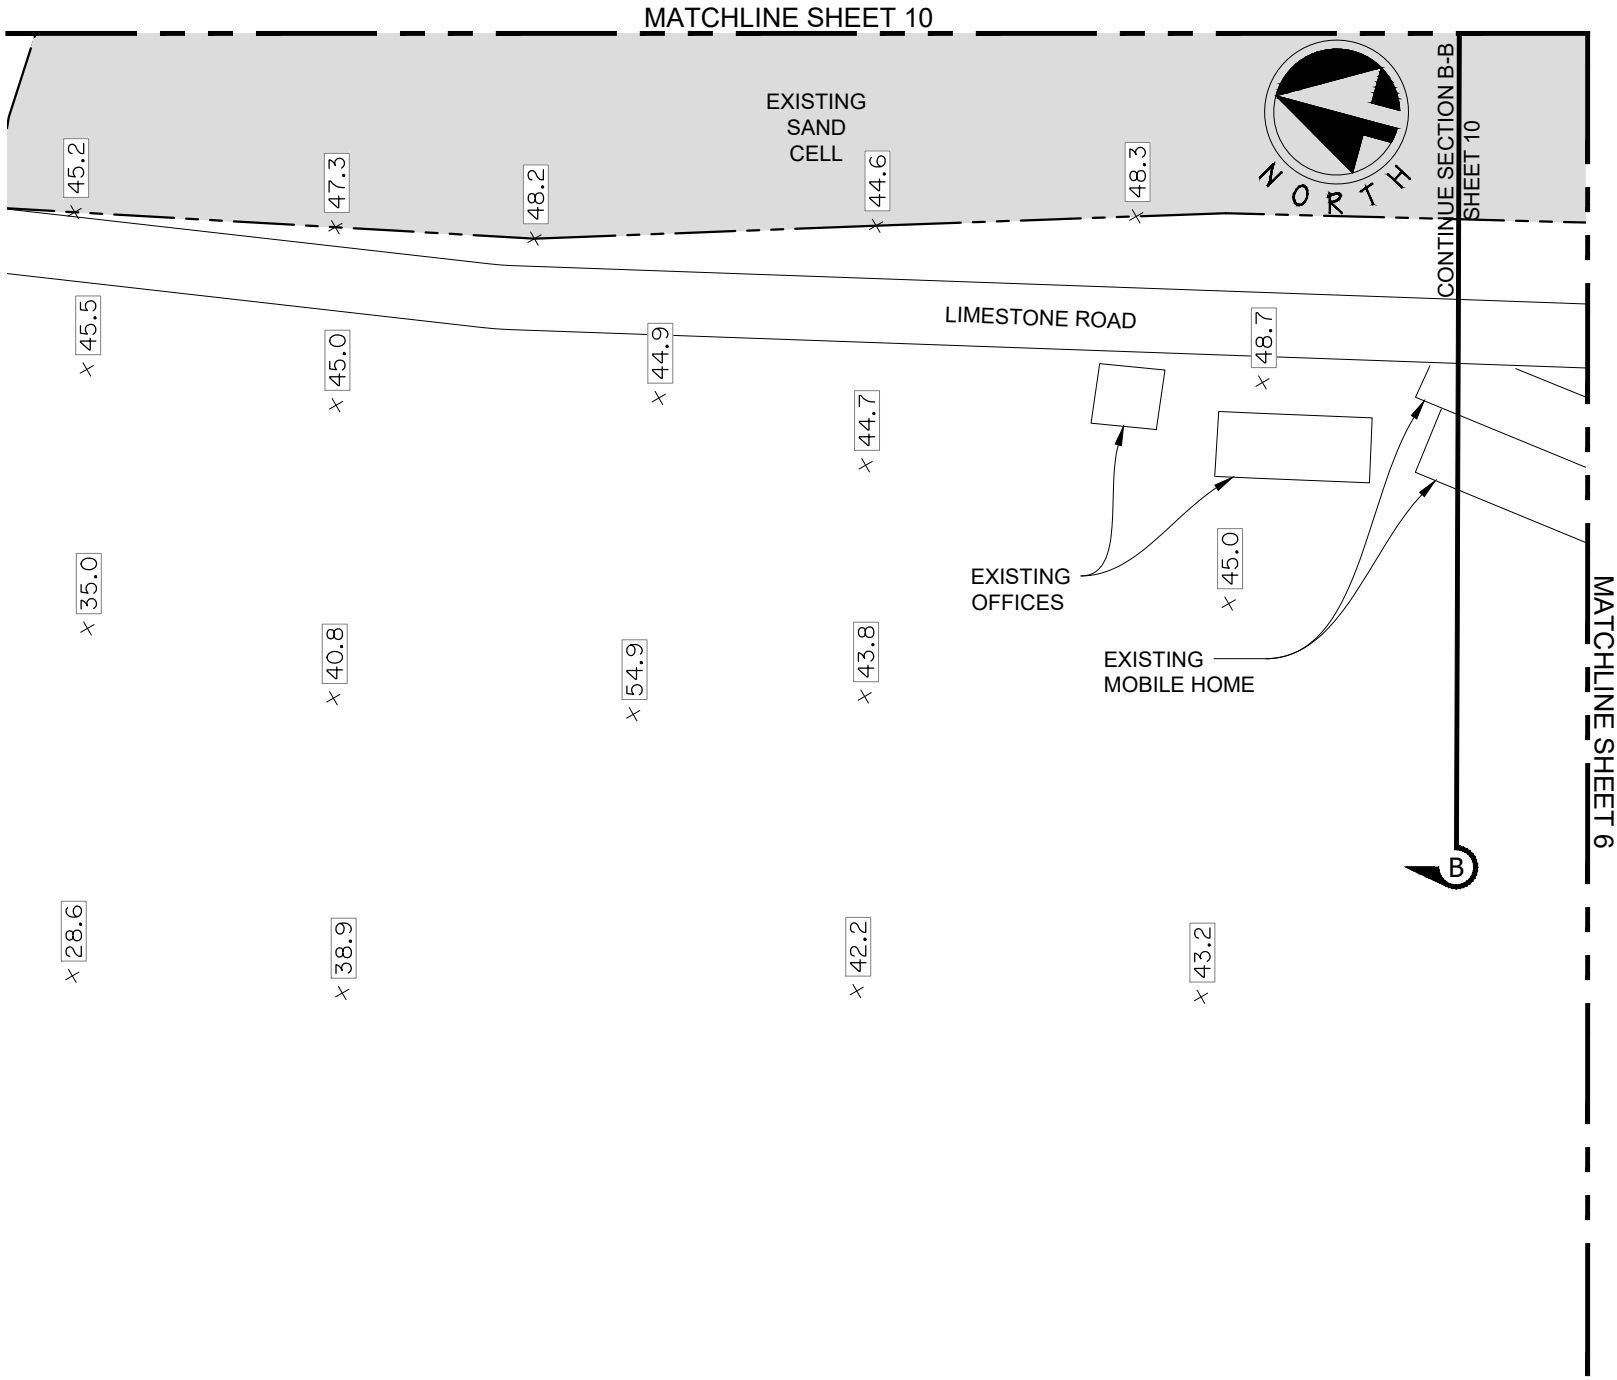 MATCHLINE SHEET 10
EXISTING
SAND
CELL
NORTH
CONTINUE SECTION B-B
SHEET 10
45.2
47.3
48.2
44.6
48.3
LIMESTONE ROAD
45.5
45.0
44.9
44.7
48.7
EXISTING
OFFICES
45.0
35.0
40.8
54.9
43.8
EXISTING
MOBILE HOME
MATCHLINE SHEET 6
B
28.6
38.9
42.2
43.2